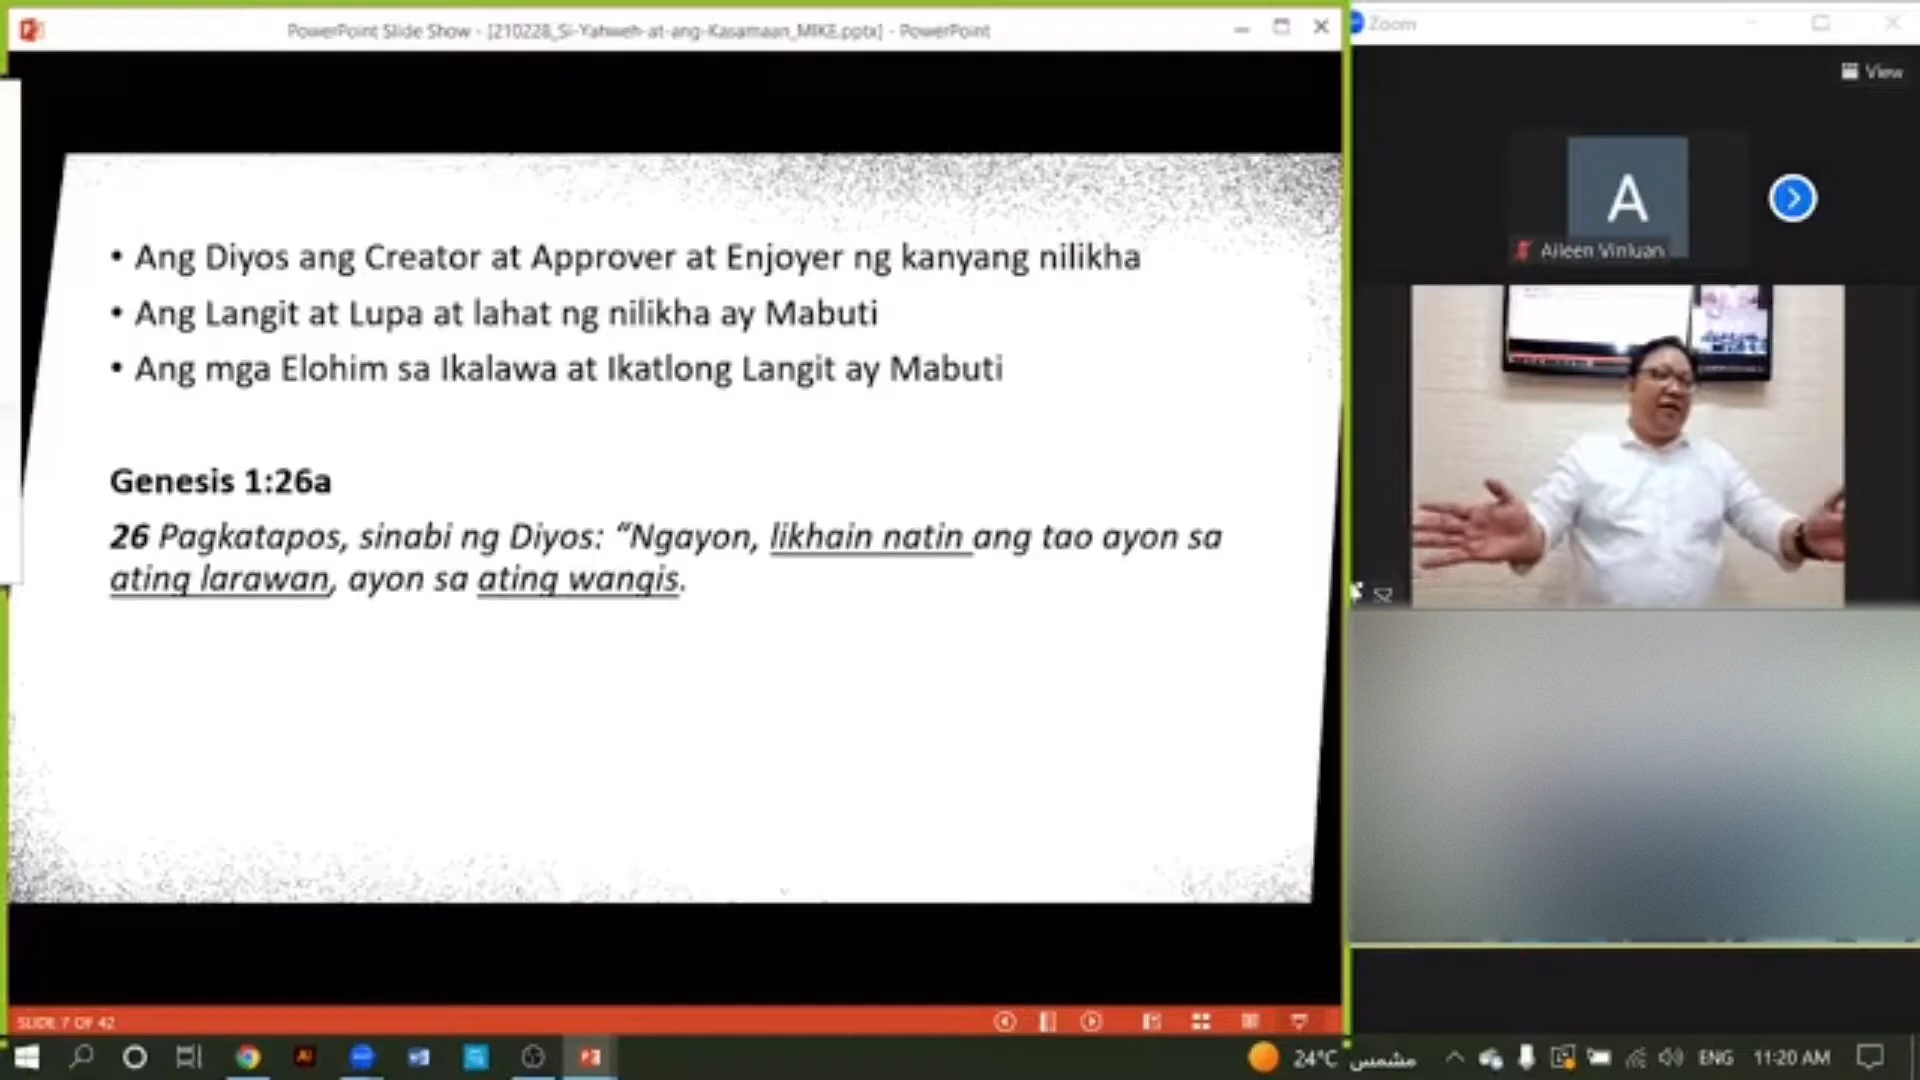 PowerPoint Slide Show - [210228_Si-Yahweh-at-ang-Kasamaan_MIKE.pptx] - PowerPoint
Zoom
View
• Ang Diyos ang Creator at Approver at Enjoyer ng kanyang nilikha
• Ang Langit at Lupa at lahat ng nilikha ay Mabuti
• Ang mga Elohim sa Ikalawa at Ikatlong Langit ay Mabuti
Genesis 1:26a
26 Pagkatapos, sinabi ng Diyos: “Ngayon, likhain natin ang tao ayon sa
ating larawan, ayon sa ating wangis.
A
Aileen Vinluan
SLIDE 7 OF 42
Ai
24°C مشمس
ENG
11:20 AM